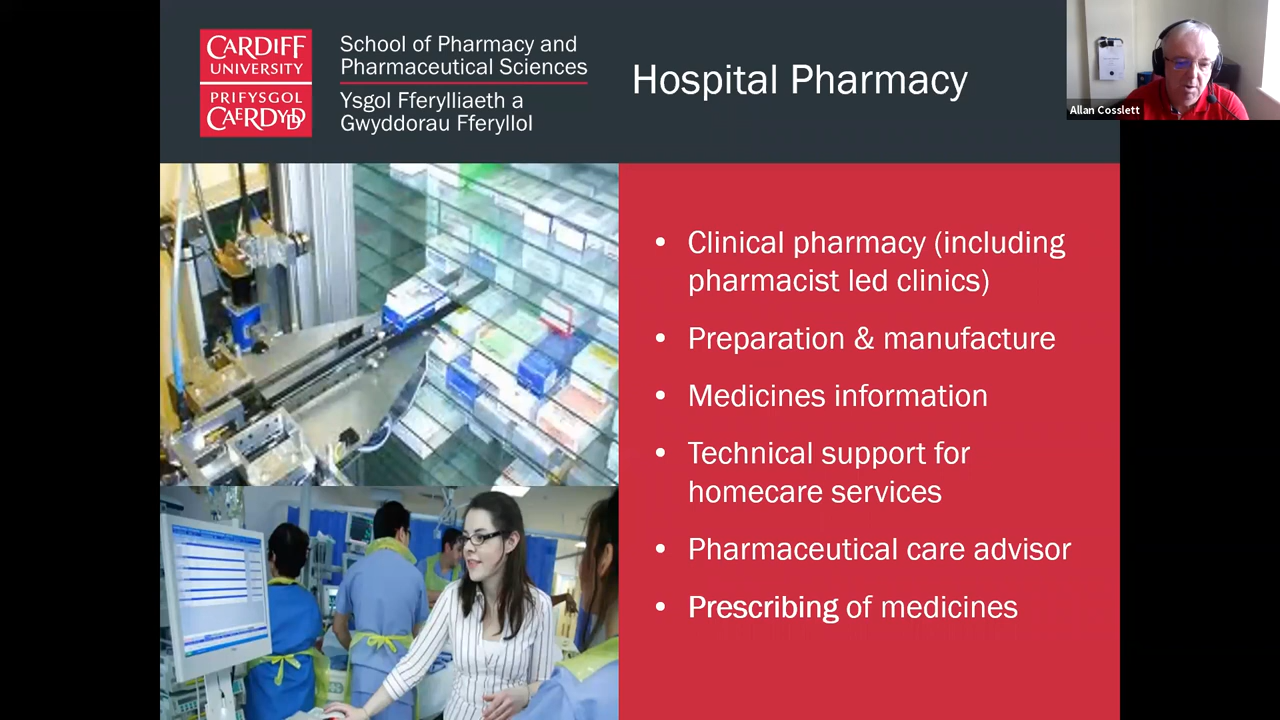 CARDIFF
UNIVERSITY
PRIFYSGOL
CAERDYDD
School of Pharmacy and
Pharmaceutical Sciences
Ysgol Fferylliaeth a
Gwyddorau Fferyllol
Hospital Pharmacy
Allan Cosslett
• Clinical pharmacy (including
pharmacist led clinics)
• Preparation & manufacture
• Medicines information
• Technical support for
homecare services
• Pharmaceutical care advisor
• Prescribing of medicines